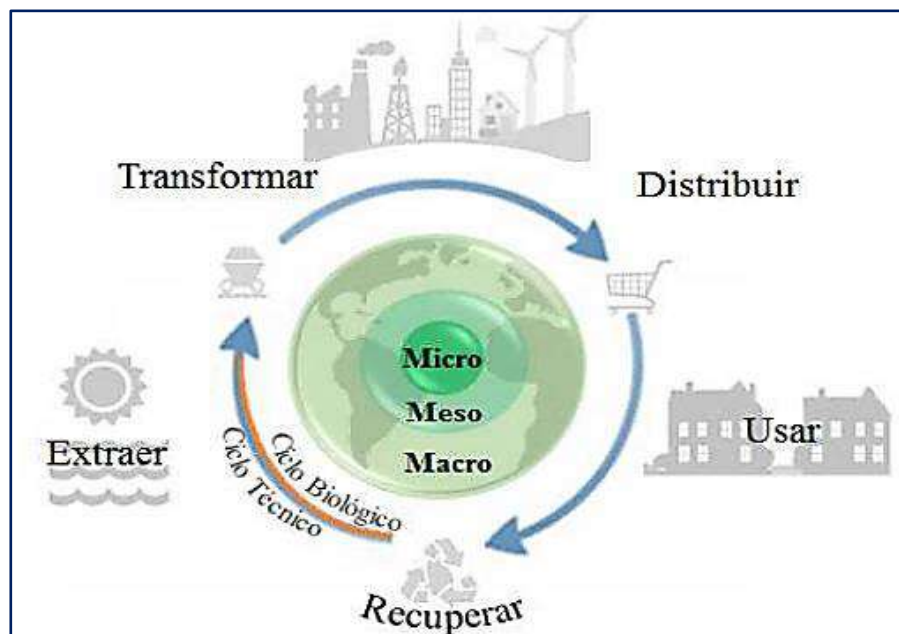 Transformar
Distribuir
Micro
Meso
Macro
Usar
Extraer
Ciclo Biológico
Ciclo Técnico
Recuperar